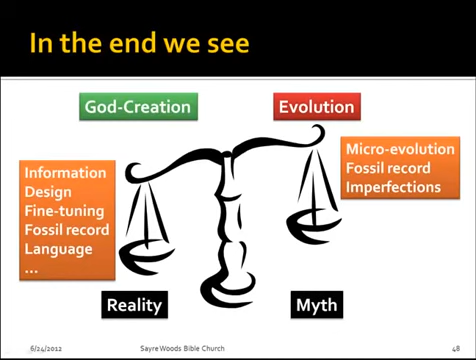 In the end we see
God-Creation
Evolution
Information
Design
Fine-tuning
Fossil record
Language
...
Micro-evolution
Fossil record
Imperfections
Reality
Myth
6/24/2012
Sayre Woods Bible Church
48